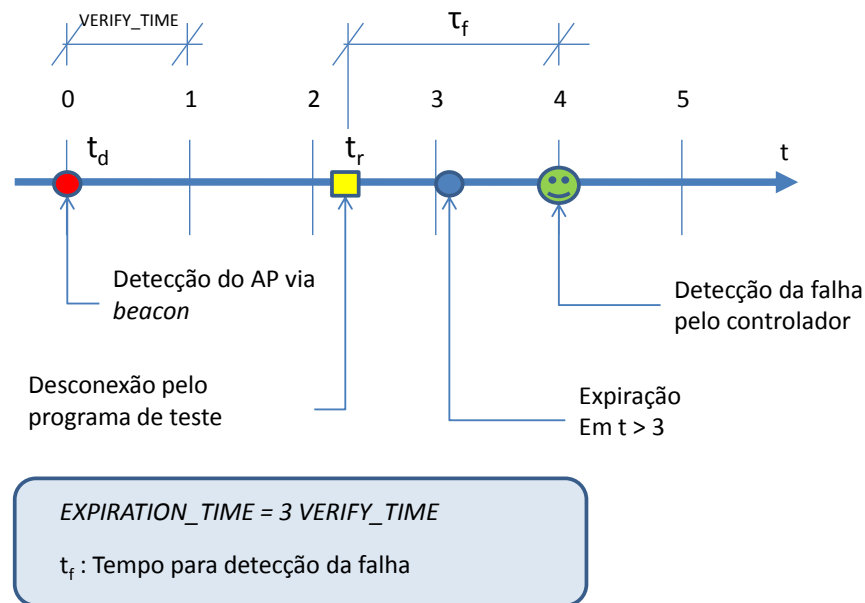 VERIFY_TIME
τf
0
1
2
3
4
5
td
tr
t
Detecção do AP via
beacon
Detecção da falha
pelo controlador
Desconexão pelo
programa de teste
Expiração
Em t > 3
EXPIRATION_TIME = 3 VERIFY_TIME
tf : Tempo para detecção da falha